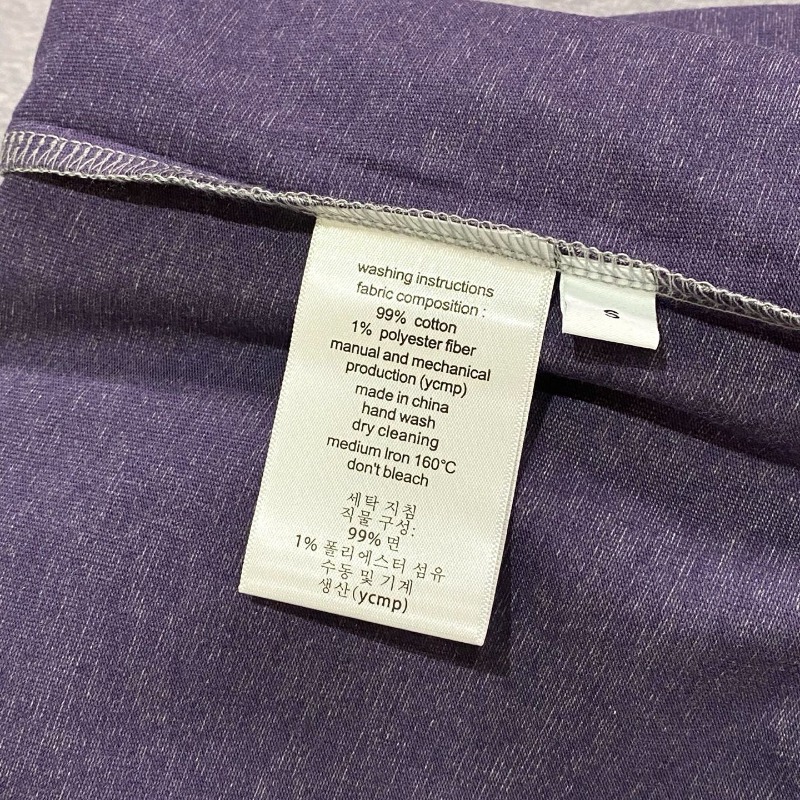 washing instructions
fabric composition :
99% cotton
1% polyester fiber
manual and mechanical
production (ycmp)
made in china
hand wash
dry cleaning
medium Iron 160℃
don't bleach
세탁 지침
직물 구성:
99% 면
1% 폴리에스터 섬유
수동 및 기계
생산(ycmp)
S